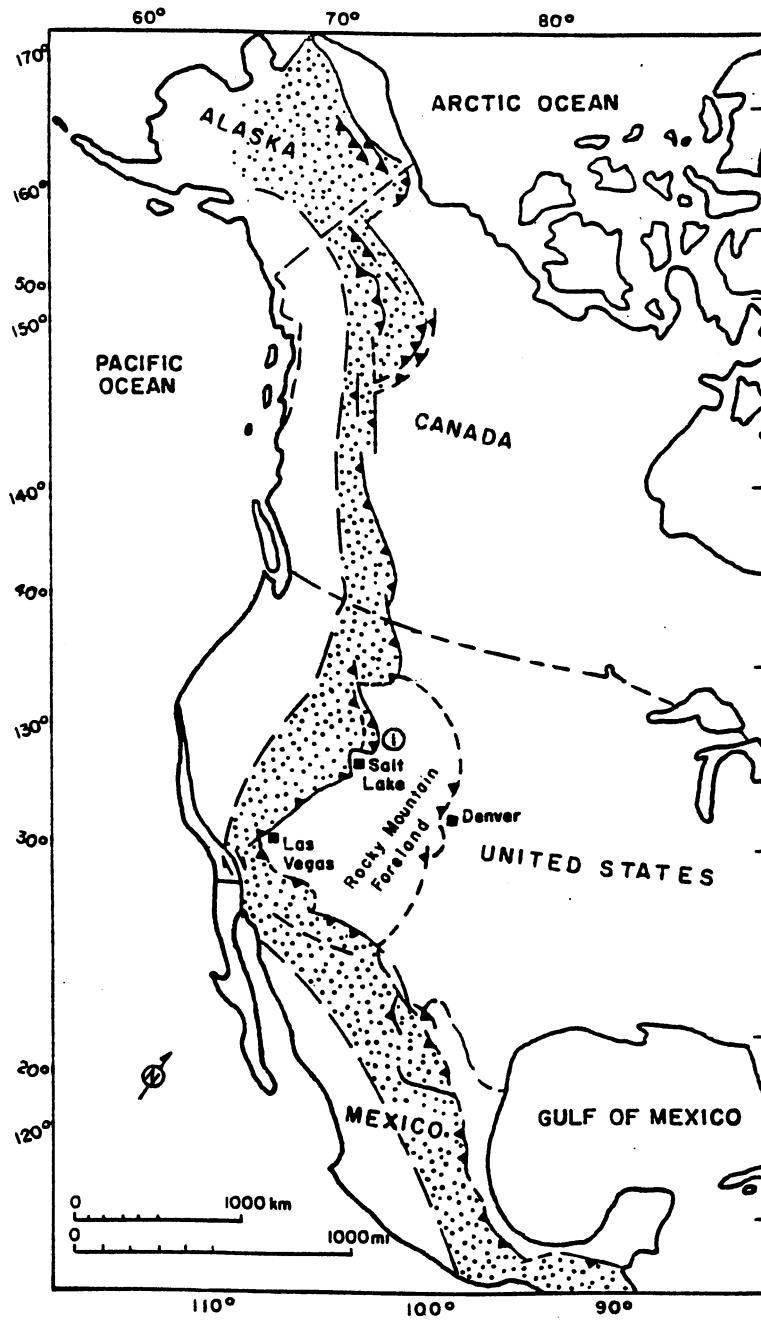 60° 70° 80°
170°
ARCTIC OCEAN
ALASKA
160°
50°
150°
PACIFIC
OCEAN
CANADA
140°
40°
130°
1
Salt
Lake
Rocky Mountain
Foreland
Denver
30°
Las
Vegas
UNITED STATES
20°
N
120°
MEXICO
GULF OF MEXICO
0 1000 km
0 1000 mi
110° 100° 90°